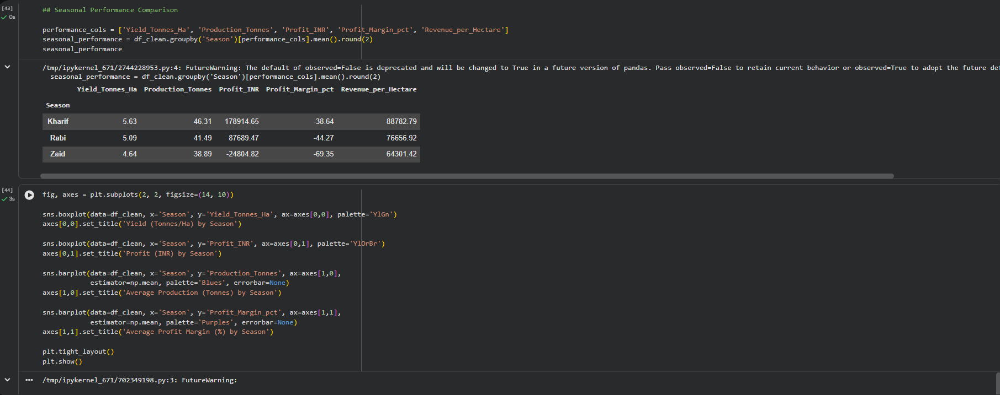 [43]
0s
## Seasonal Performance Comparison
performance_cols = ['Yield_Tonnes_Ha', 'Production_Tonnes', 'Profit_INR', 'Profit_Margin_pct', 'Revenue_per_Hectare']
seasonal_performance = df_clean.groupby('Season')[performance_cols].mean().round(2)
seasonal_performance
/tmp/ipykernel_671/2744228953.py:4: FutureWarning: The default of observed=False is deprecated and will be changed to True in a future version of pandas. Pass observed=False to retain current behavior or observed=True to adopt the future def
seasonal_performance = df_clean.groupby('Season')[performance_cols].mean().round(2)
Yield_Tonnes_Ha Production_Tonnes Profit_INR Profit_Margin_pct Revenue_per_Hectare
Season
Kharif 5.63 46.31 178914.65 -38.64 88782.79
Rabi 5.09 41.49 87689.47 -44.27 76656.92
Zaid 4.64 38.89 -24804.82 -69.35 64301.42
[44]
3s
fig, axes = plt.subplots(2, 2, figsize=(14, 10))
sns.boxplot(data=df_clean, x='Season', y='Yield_Tonnes_Ha', ax=axes[0,0], palette='YlGn')
axes[0,0].set_title('Yield (Tonnes/Ha) by Season')
sns.boxplot(data=df_clean, x='Season', y='Profit_INR', ax=axes[0,1], palette='YlOrBr')
axes[0,1].set_title('Profit (INR) by Season')
sns.barplot(data=df_clean, x='Season', y='Production_Tonnes', ax=axes[1,0],
estimator=np.mean, palette='Blues', errorbar=None)
axes[1,0].set_title('Average Production (Tonnes) by Season')
sns.barplot(data=df_clean, x='Season', y='Profit_Margin_pct', ax=axes[1,1],
estimator=np.mean, palette='Purples', errorbar=None)
axes[1,1].set_title('Average Profit Margin (%) by Season')
plt.tight_layout()
plt.show()
/tmp/ipykernel_671/702349198.py:3: FutureWarning: